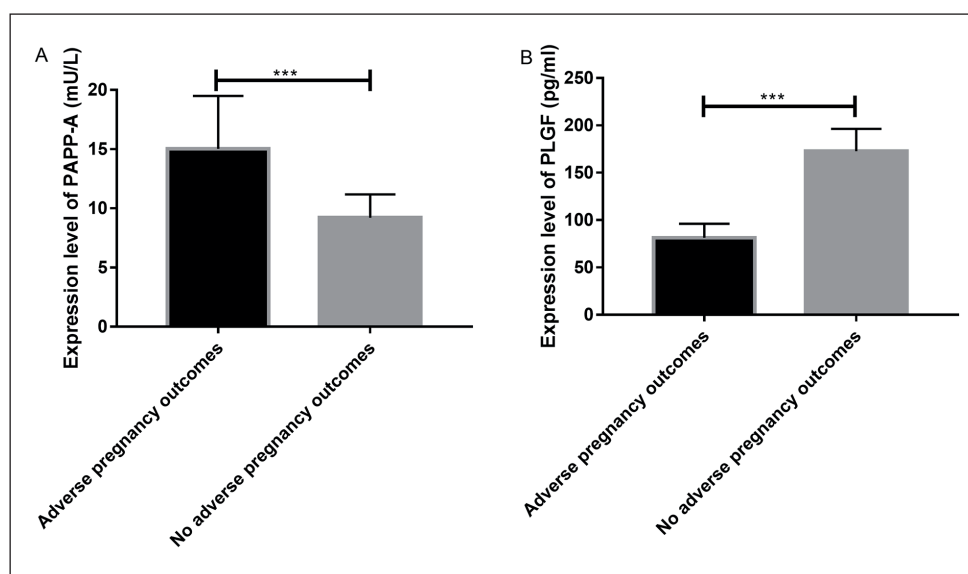 A
Expression level of PAPP-A (mU/L)
20
15
10
5
0
***
Adverse pregnancy outcomes
No adverse pregnancy outcomes
B
Expression level of PLGF (pg/ml)
250
200
150
100
50
0
***
Adverse pregnancy outcomes
No adverse pregnancy outcomes